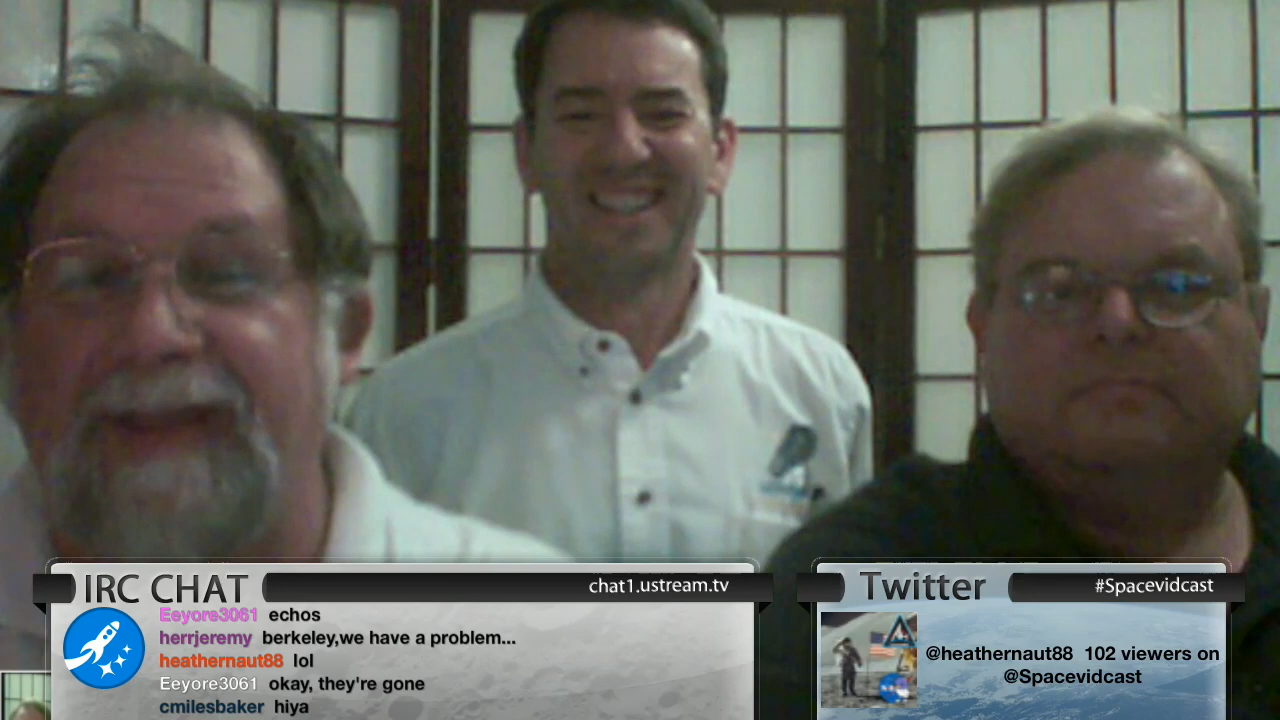 IRC CHAT
chat1.ustream.tv
Eeyore3061 echos
herrjeremy berkeley,we have a problem...
heathernaut88 lol
Eeyore3061 okay, they're gone
cmilesbaker hiya
Twitter
#Spacevidcast
@heathernaut88 102 viewers on
@Spacevidcast